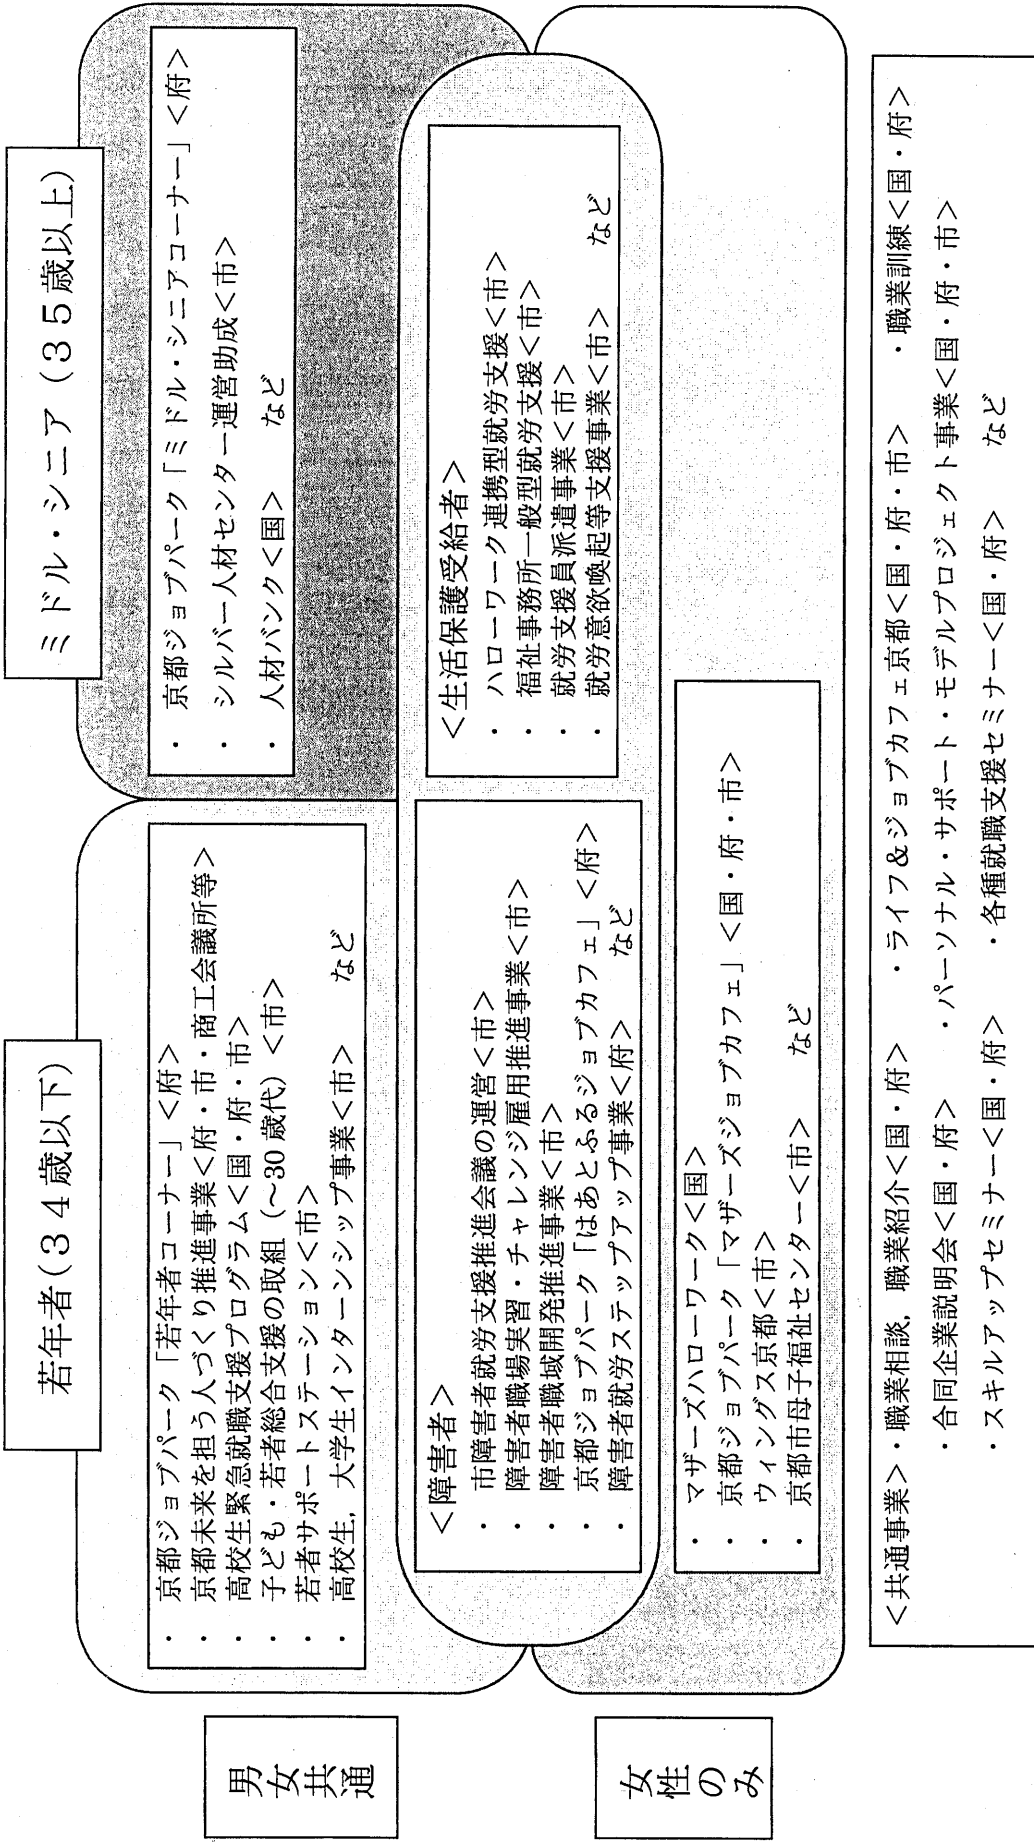 若年者（３４歳以下）
ミドル・シニア（３５歳以上）
男女共通
・ 京都ジョブパーク「若年者コーナー」＜府＞
・ 京都未来を担う人づくり推進事業＜府・市・商工会議所等＞
・ 高校生緊急就職支援プログラム＜国・府・市＞
・ 子ども・若者総合支援の取組（～30歳代）＜市＞
・ 若者サポートステーション＜市＞
・ 高校生，大学生インターンシップ事業＜市＞ など
・ 京都ジョブパーク「ミドル・シニアコーナー」＜府＞
・ シルバー人材センター運営助成＜市＞
・ 人材バンク＜国＞ など
＜障害者＞
・ 市障害者就労支援推進会議の運営＜市＞
・ 障害者職場実習・チャレンジ雇用推進事業＜市＞
・ 障害者職域開発推進事業＜市＞
・ 京都ジョブパーク「はあとふるジョブカフェ」＜府＞
・ 障害者就労ステップアップ事業＜府＞ など
＜生活保護受給者＞
・ ハローワーク連携型就労支援＜市＞
・ 福祉事務所一般型就労支援＜市＞
・ 就労支援員派遣事業＜市＞
・ 就労意欲喚起等支援事業＜市＞ など
女性のみ
・ マザーズハローワーク＜国＞
・ 京都ジョブパーク「マザーズジョブカフェ」＜国・府・市＞
・ ウィングス京都＜市＞
・ 京都市母子福祉センター＜市＞ など
＜共通事業＞・職業相談，職業紹介＜国・府＞ ・ライフ&ジョブカフェ京都＜国・府・市＞ ・職業訓練＜国・府＞
・合同企業説明会＜国・府＞ ・パーソナル・サポート・モデルプロジェクト事業＜国・府・市＞
・スキルアップセミナー＜国・府＞ ・各種就職支援セミナー＜国・府＞ など